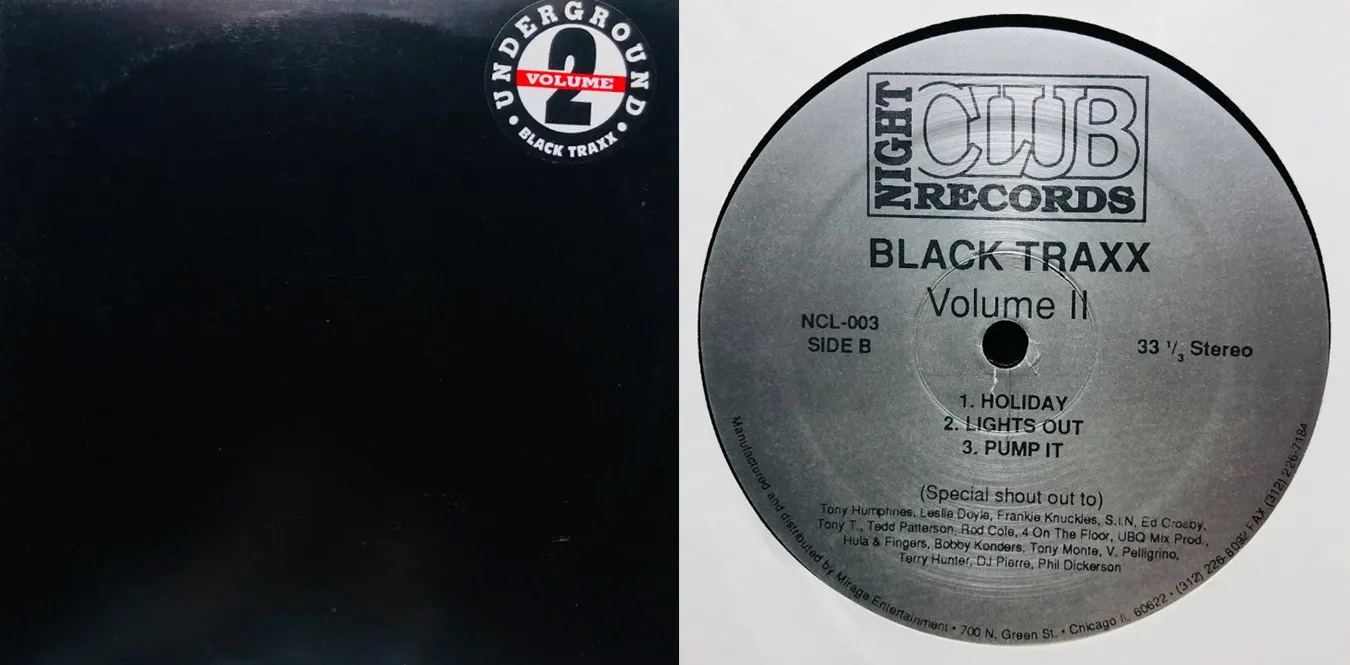 UNDERGROUND
2
VOLUME
• BLACK TRAXX •
NIGHT
CLUB
RECORDS
BLACK TRAXX
Volume II
NCL-003
SIDE B
33 1/3 Stereo
1. HOLIDAY
2. LIGHTS OUT
3. PUMP IT
(Special shout out to)
Tony Humphries, Leslie Doyle, Frankie Knuckles, S.I.N, Ed Crosby,
Tony T., Tedd Patterson, Rod Cole, 4 On The Floor, UBQ Mix Prod.,
Hula & Fingers, Bobby Konders, Tony Monte, V. Pelligrino,
Terry Hunter, DJ Pierre, Phil Dickerson
Manufactured and distributed by Mirage Entertainment • 700 N. Green St. • Chicago IL 60622 • (312) 226-8092 FAX (312) 226-7184